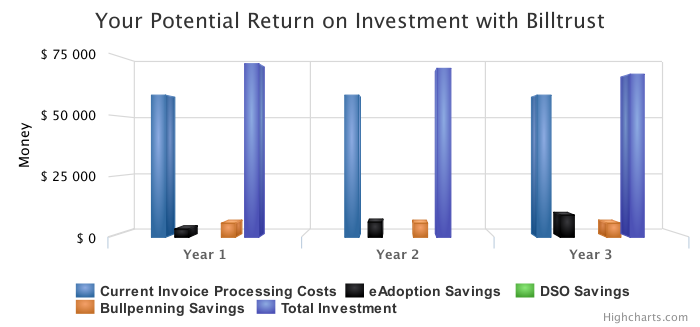 Your Potential Return on Investment with Billtrust
$ 75 000
$ 50 000
$ 25 000
$ 0
Money
Year 1 Year 2 Year 3
Current Invoice Processing Costs eAdoption Savings DSO Savings
Bullpenning Savings Total Investment
Highcharts.com